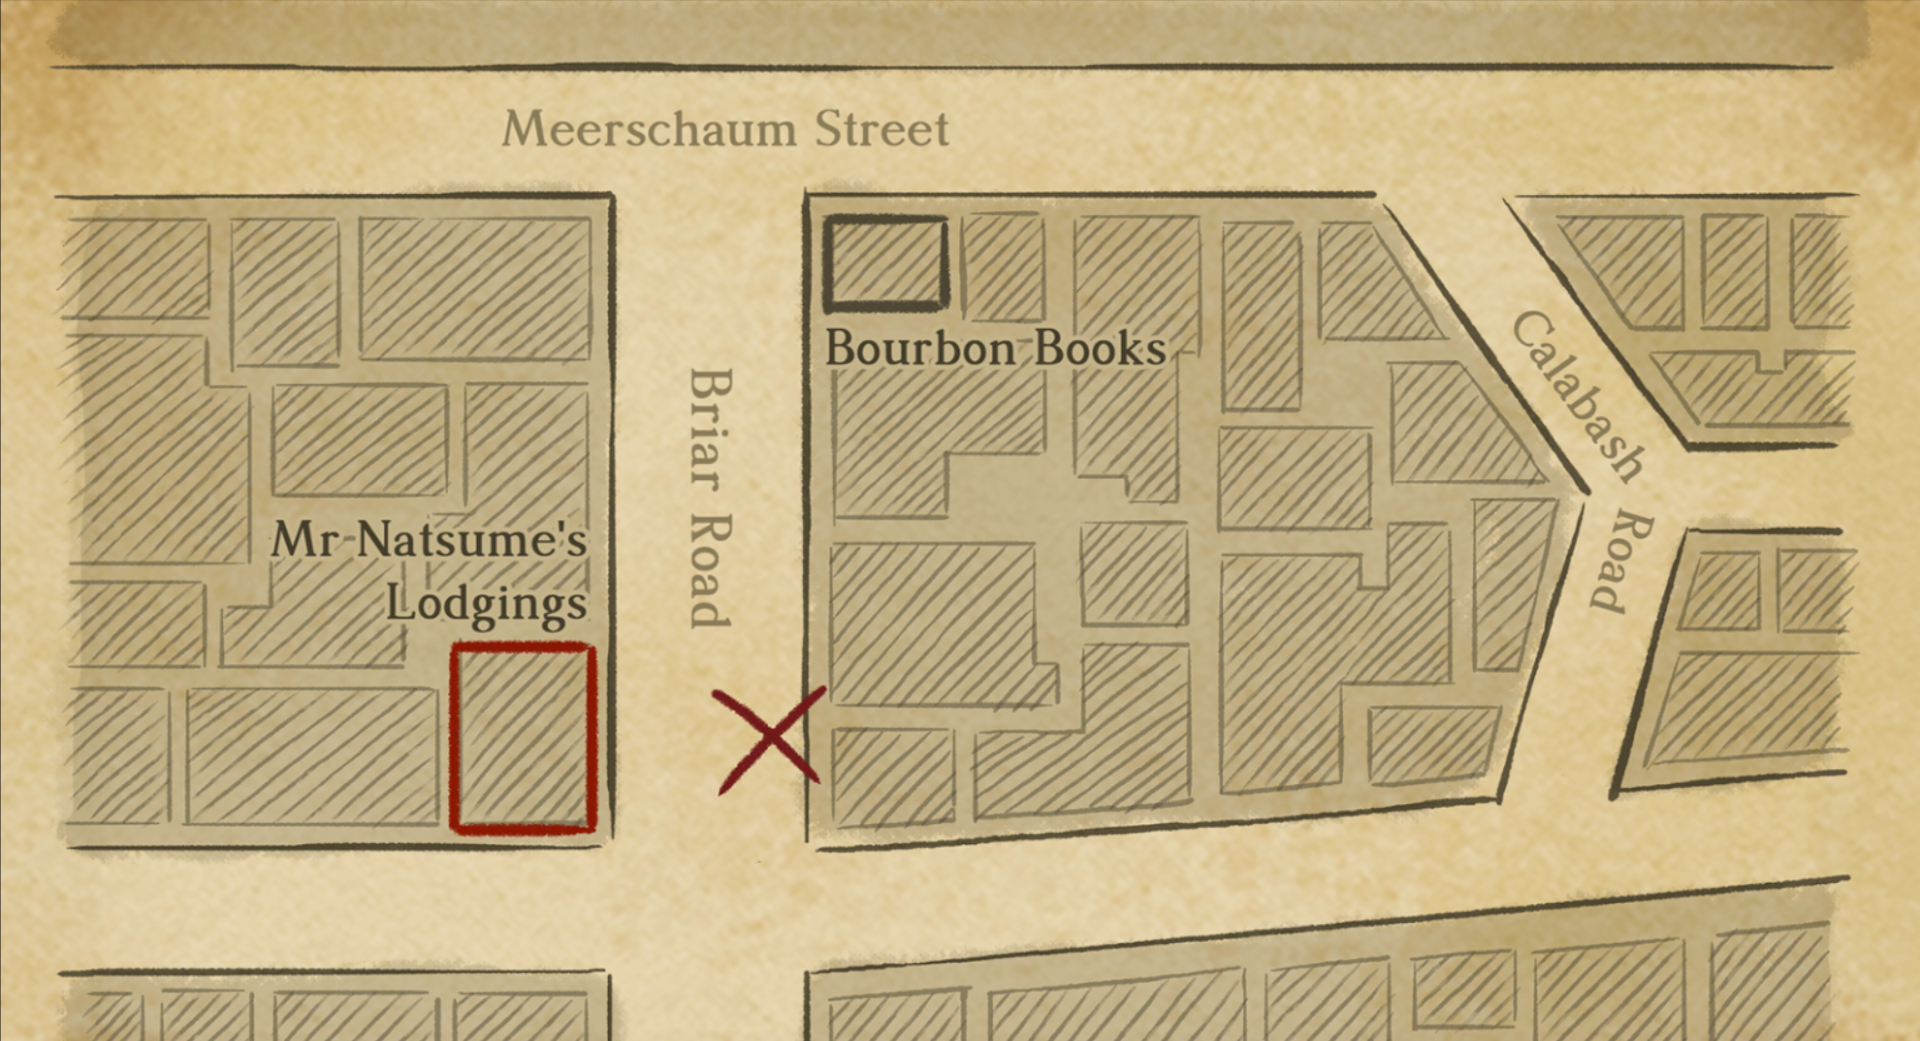 Meerschaum Street
Bourbon Books
Briar Road
Calabash Road
Mr Natsume's
Lodgings